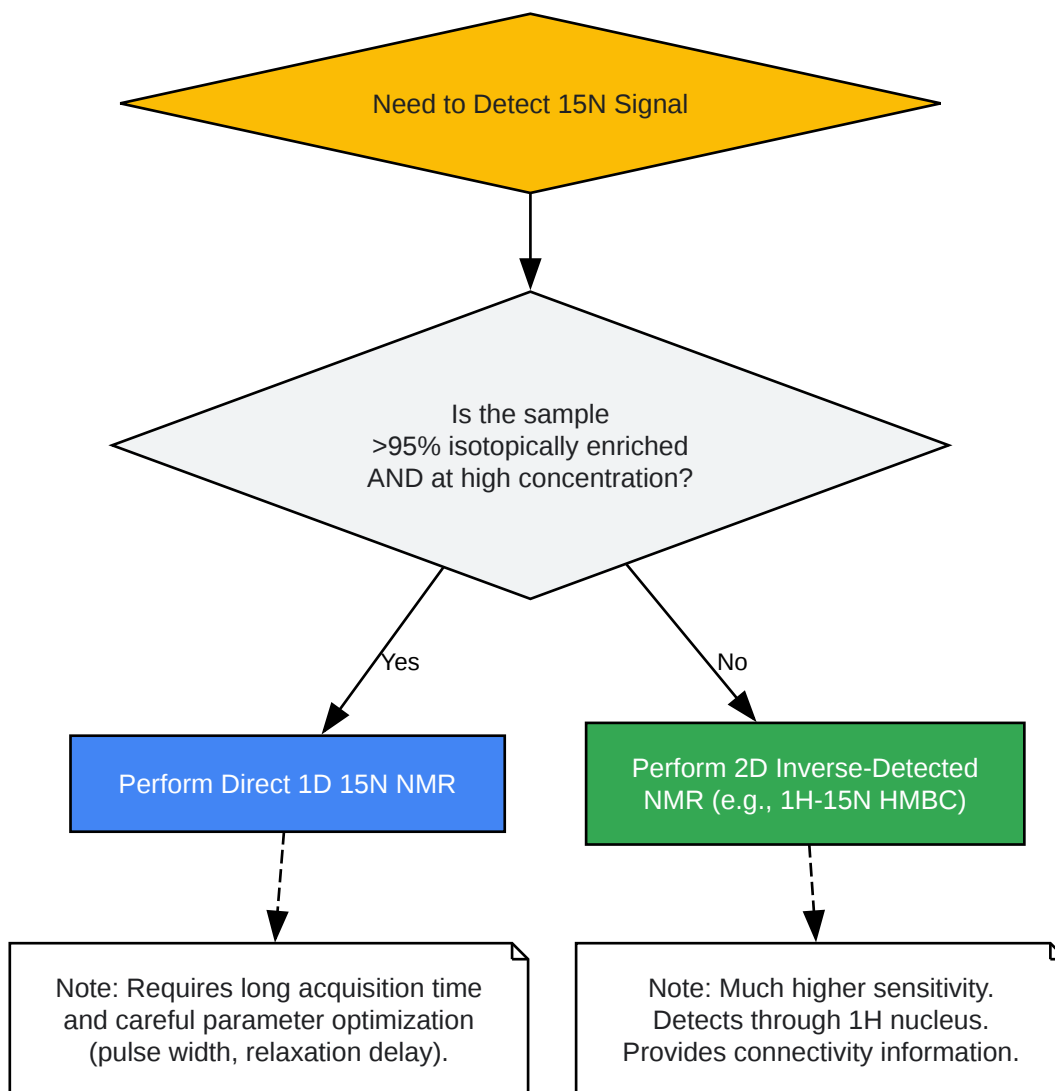 Need to Detect 15N Signal
Is the sample
>95% isotopically enriched
AND at high concentration?
Yes
No
Perform Direct 1D 15N NMR
Perform 2D Inverse-Detected
NMR (e.g., 1H-15N HMBC)
Note: Requires long acquisition time
and careful parameter optimization
(pulse width, relaxation delay).
Note: Much higher sensitivity.
Detects through 1H nucleus.
Provides connectivity information.